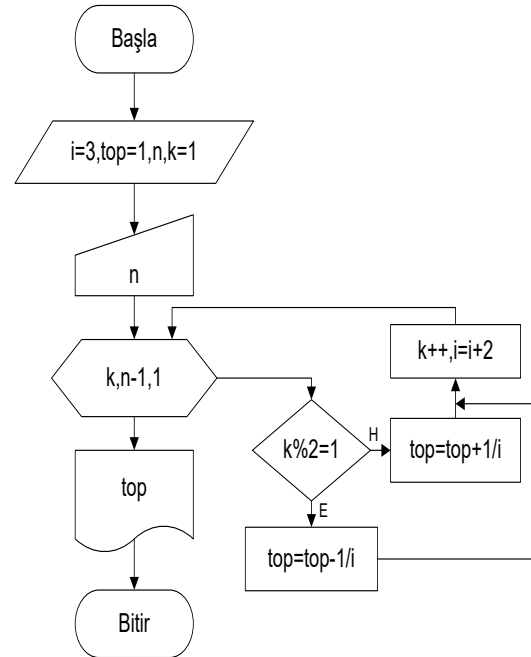 Başla
i=3,top=1,n,k=1
n
k,n-1,1
k++,i=i+2
k%2=1
H
top=top+1/i
E
top
top=top-1/i
Bitir